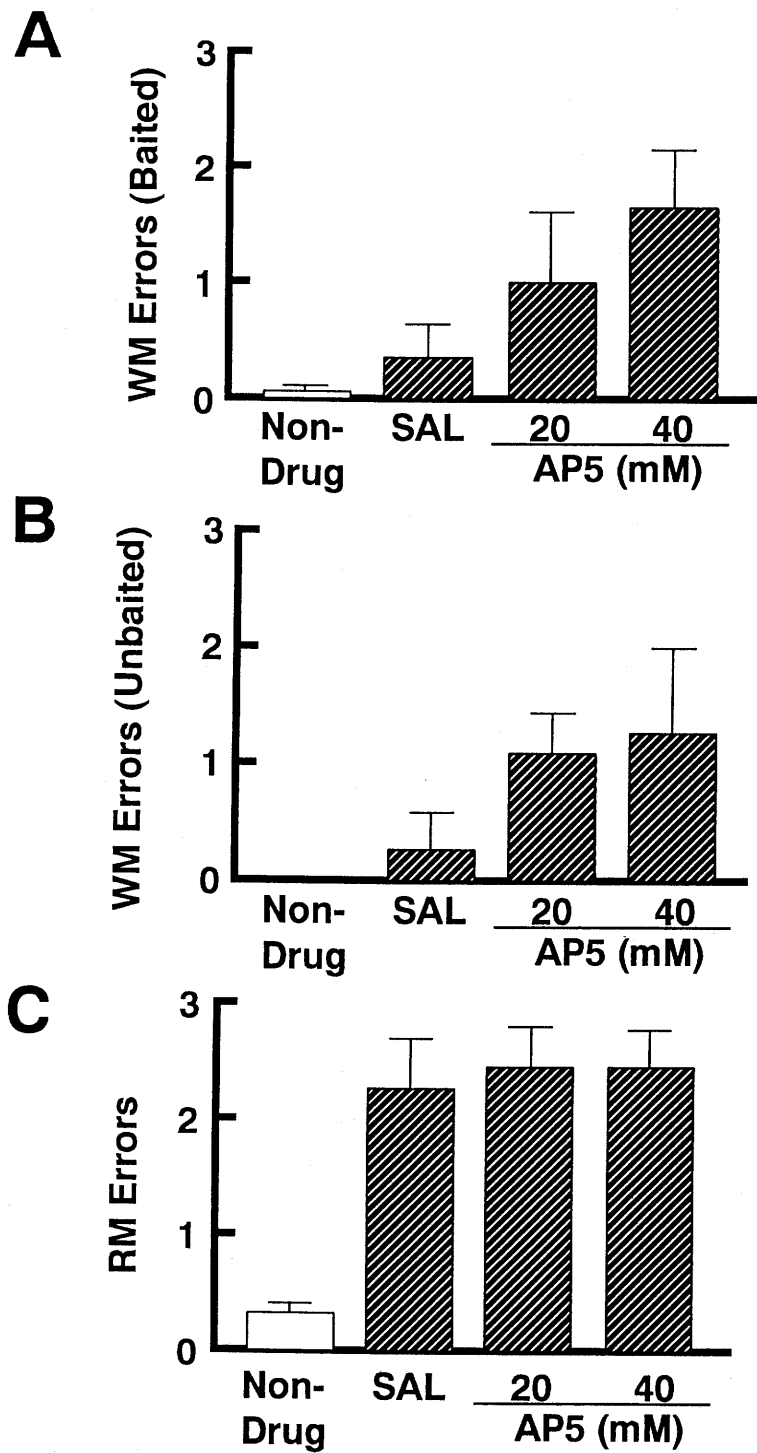 A
3
2
1
0
WM Errors (Baited)
Non-Drug
SAL
20
40
AP5 (mM)
B
3
2
1
0
WM Errors (Unbaited)
Non-Drug
SAL
20
40
AP5 (mM)
C
3
2
1
0
RM Errors
Non-Drug
SAL
20
40
AP5 (mM)